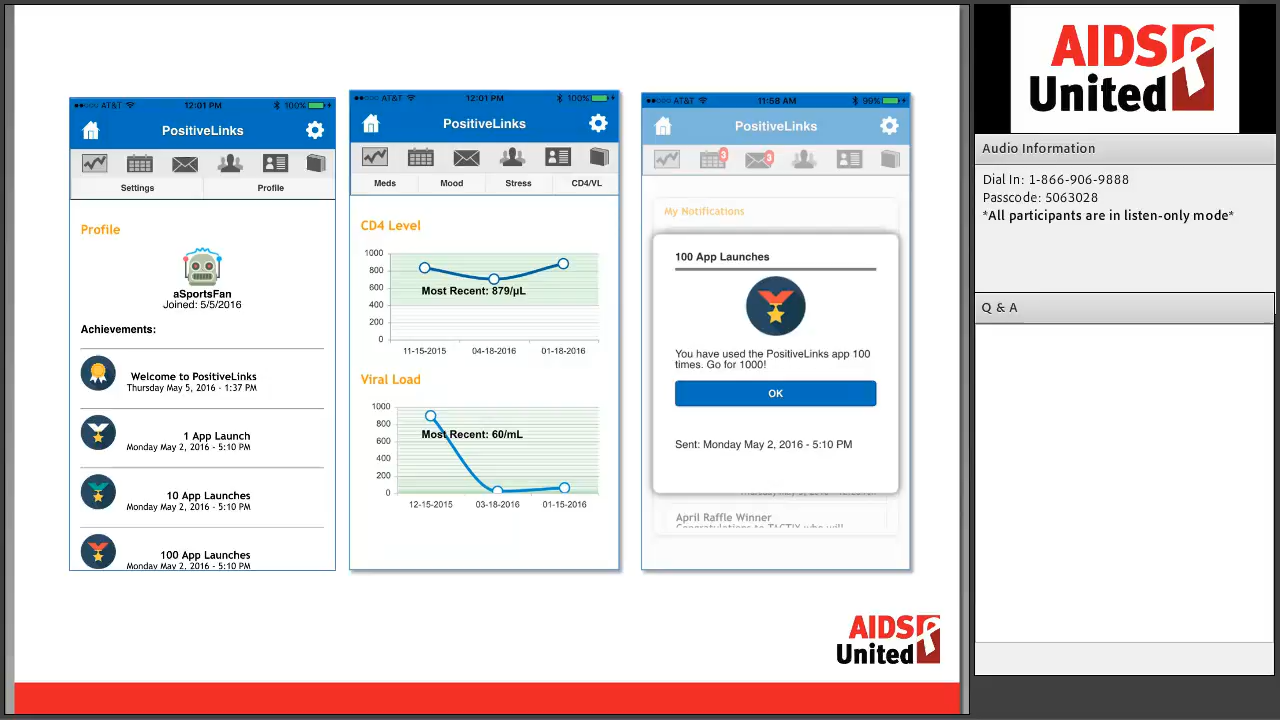 AT&T 12:01 PM 100%
PositiveLinks
Settings Profile
Profile
aSportsFan
Joined: 5/5/2016
Achievements:
Welcome to PositiveLinks
Thursday May 5, 2016 - 1:37 PM
1 App Launch
Monday May 2, 2016 - 5:10 PM
10 App Launches
Monday May 2, 2016 - 5:10 PM
100 App Launches
Monday May 2, 2016 - 5:10 PM
AT&T 12:01 PM 100%
PositiveLinks
Meds Mood Stress CD4/VL
CD4 Level
1000
800
Most Recent: 879/µL
600
400
200
0
11-15-2015 04-18-2016 01-18-2016
Viral Load
1000
800
Most Recent: 60/mL
600
400
200
0
12-15-2015 03-18-2016 01-15-2016
AT&T 11:58 AM 99%
PositiveLinks
3 3
My Notifications
100 App Launches
You have used the PositiveLinks app 100
times. Go for 1000!
OK
Sent: Monday May 2, 2016 - 5:10 PM
April Raffle Winner
Congratulations to TACTIX who will
AIDS
United
AIDS
United
Audio Information
Dial In: 1-866-906-9888
Passcode: 5063028
*All participants are in listen-only mode*
Q & A